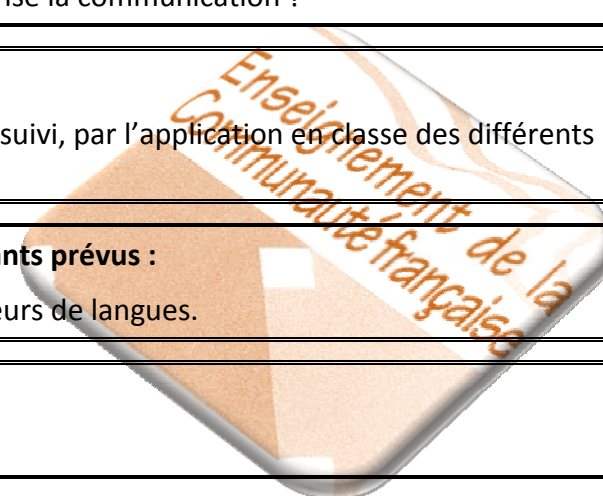 ise la communication ?
suivi, par l'application en classe des différents
Enseignement de la
Communauté française
nts prévus :
eurs de langues.